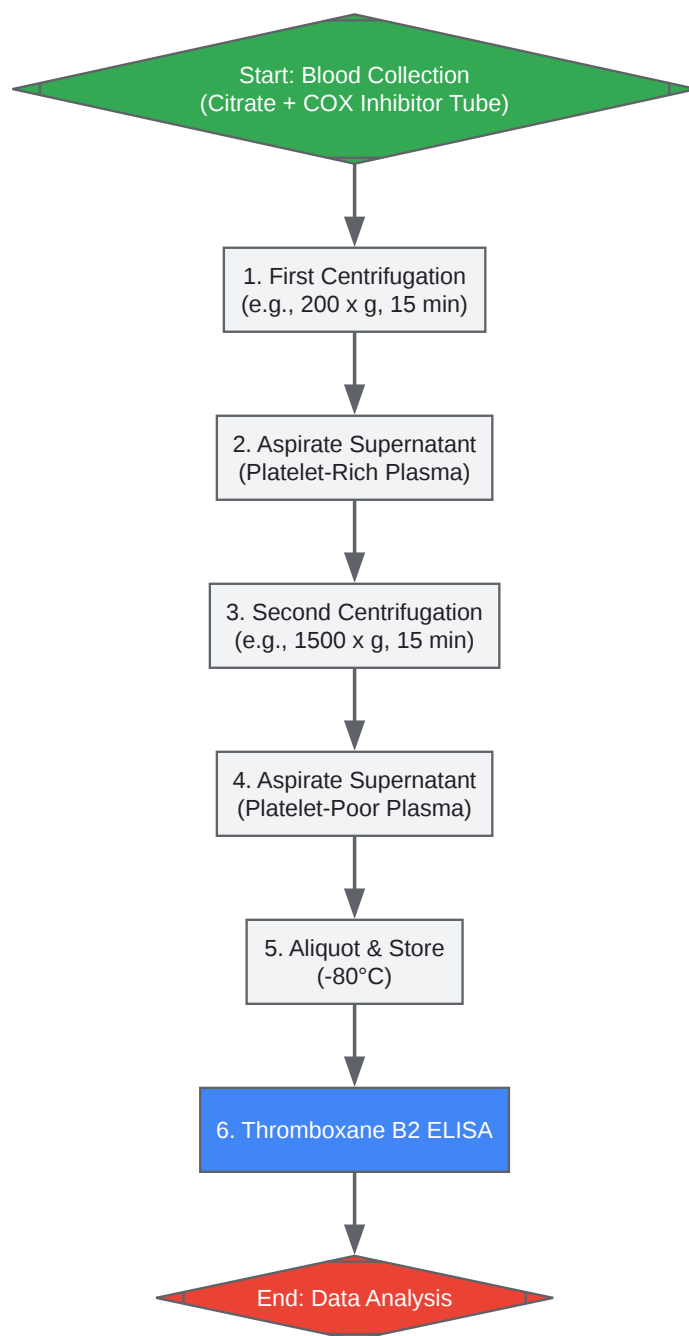 Start: Blood Collection
(Citrate + COX Inhibitor Tube)
1. First Centrifugation
(e.g., 200 x g, 15 min)
2. Aspirate Supernatant
(Platelet-Rich Plasma)
3. Second Centrifugation
(e.g., 1500 x g, 15 min)
4. Aspirate Supernatant
(Platelet-Poor Plasma)
5. Aliquot & Store
(-80°C)
6. Thromboxane B2 ELISA
End: Data Analysis